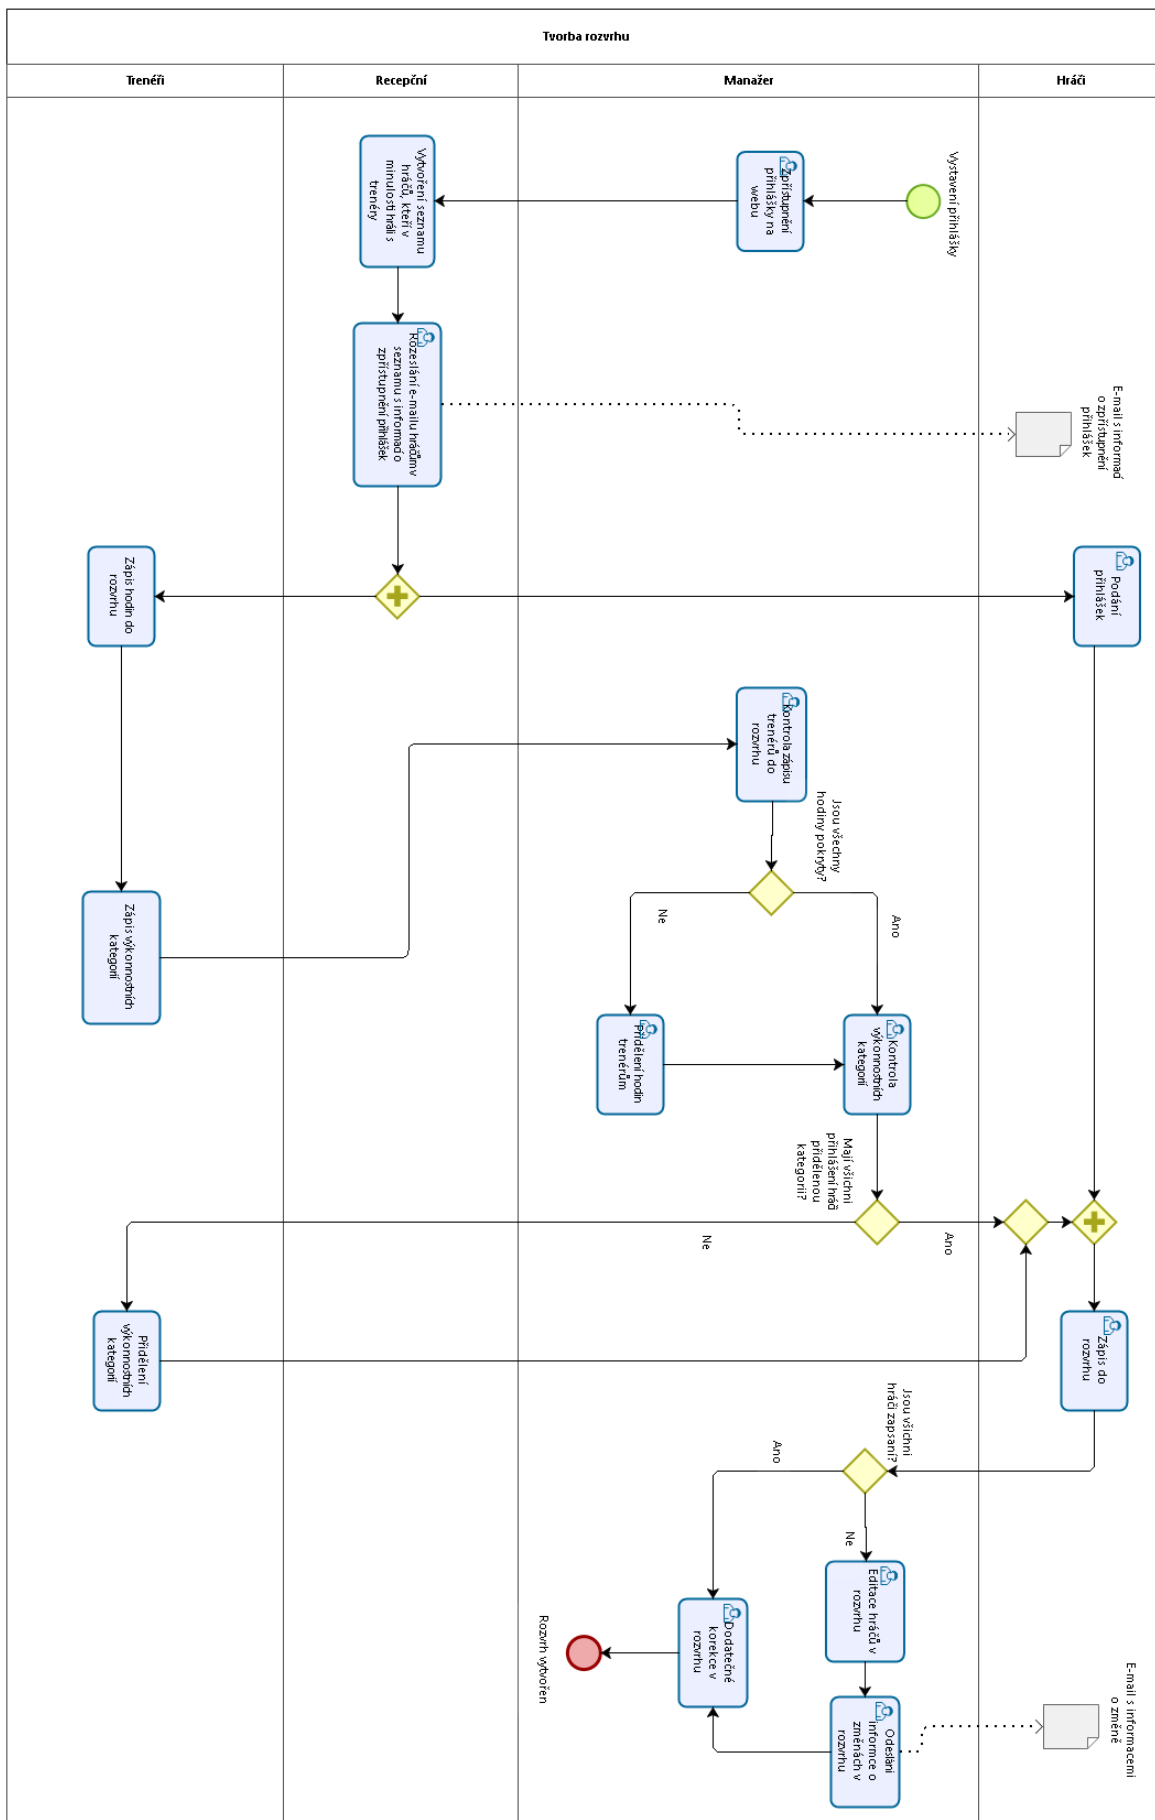 Tvorba rozvrhu
Trenéři
Recepční
Manažer
Hráči
Vystavení přihlášky
Zpřístupnění
přihlášky na
webu
Vytvoření seznamu
hráčů, kteří v
minulosti hráli s
trenéry
Rozeslání e-mailu hráčům v
seznamu s informací o
zpřístupnění přihlášek
E-mail s informací
o zpřístupnění
přihlášek
Zápis hodin do
rozvrhu
Podání
přihlášek
Kontrola zápisu
trenérů do
rozvrhu
Jsou všechny
hodiny pokryty?
Ne
Ano
Zápis výkonnostních
kategorií
Přidělení hodin
trenérům
Kontrola
výkonnostních
kategorií
Mají všichni
přihlášení hráč
přidělenou
kategorii?
Ne
Ano
Přidělení
výkonnostních
kategorií
Zápis do
rozvrhu
Jsou všichni
hráči zapsaní?
Ano
Ne
Editace hráčů v
rozvrhu
Dodatečné
korekce v
rozvrhu
Rozvrh vytvořen
Odeslání
informce o
změnách v
rozvrhu
E-mail s informacemi
o změně